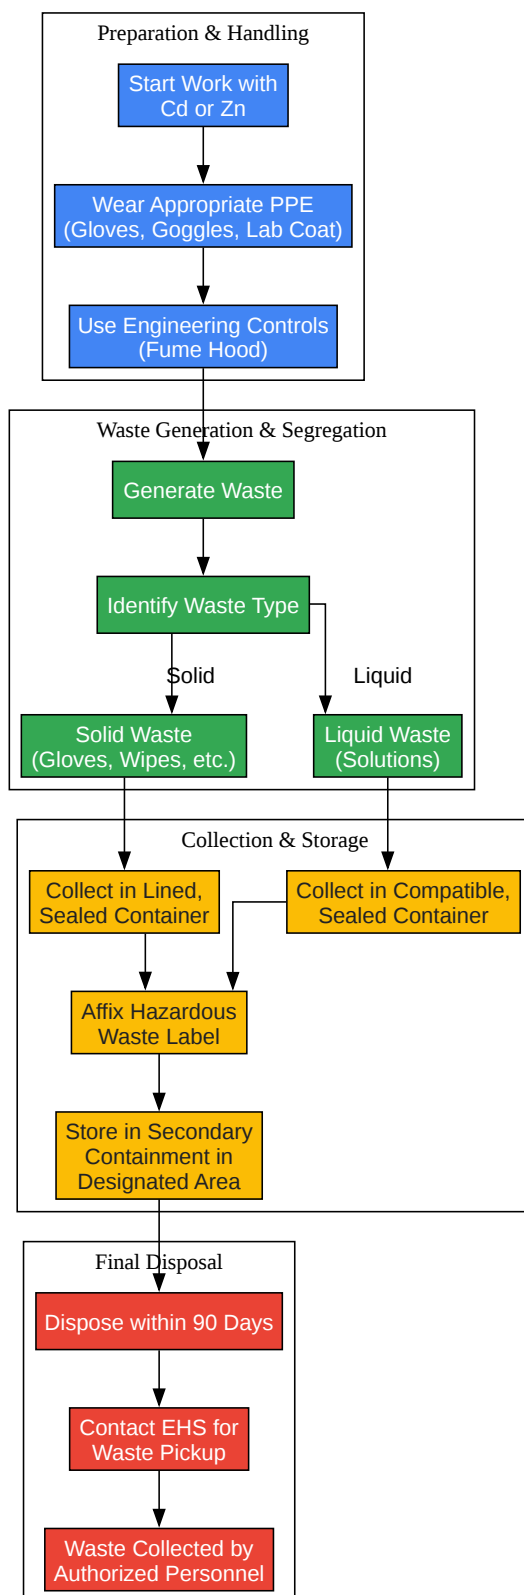 Preparation & Handling
Start Work with
Cd or Zn
Wear Appropriate PPE
(Gloves, Goggles, Lab Coat)
Use Engineering Controls
(Fume Hood)
Waste Generation & Segregation
Generate Waste
Identify Waste Type
Solid
Liquid
Solid Waste
(Gloves, Wipes, etc.)
Liquid Waste
(Solutions)
Collection & Storage
Collect in Lined,
Sealed Container
Collect in Compatible,
Sealed Container
Affix Hazardous
Waste Label
Store in Secondary
Containment in
Designated Area
Final Disposal
Dispose within 90 Days
Contact EHS for
Waste Pickup
Waste Collected by
Authorized Personnel